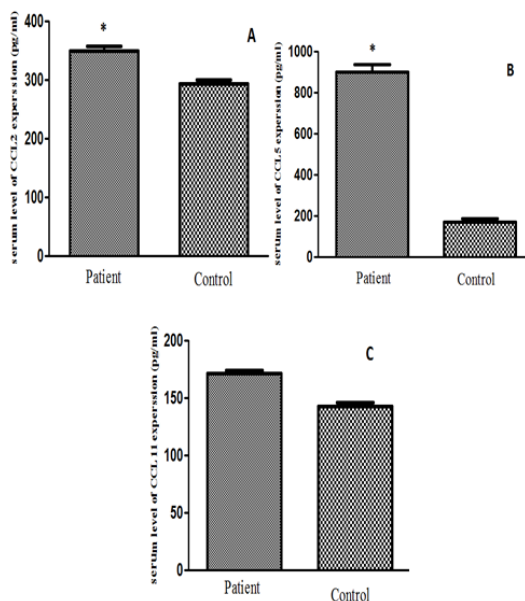 serum level of CCL2 experssion (pg/ml)
400
300
200
100
0
*
A
Patient
Control
serum level of CCL5 experssion (pg/ml)
1000
800
600
400
200
0
*
B
Patient
Control
serum level of CCL11 experssion (pg/ml)
200
150
100
50
0
C
Patient
Control